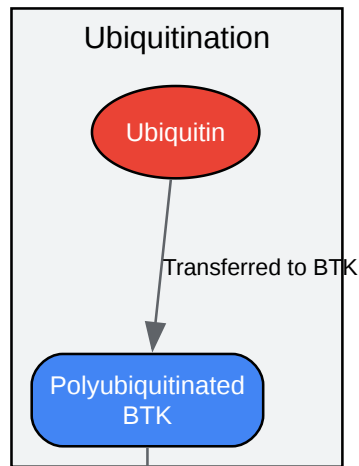 Ubiquitination
Ubiquitin
Transferred to BTK
Polyubiquitinated
BTK